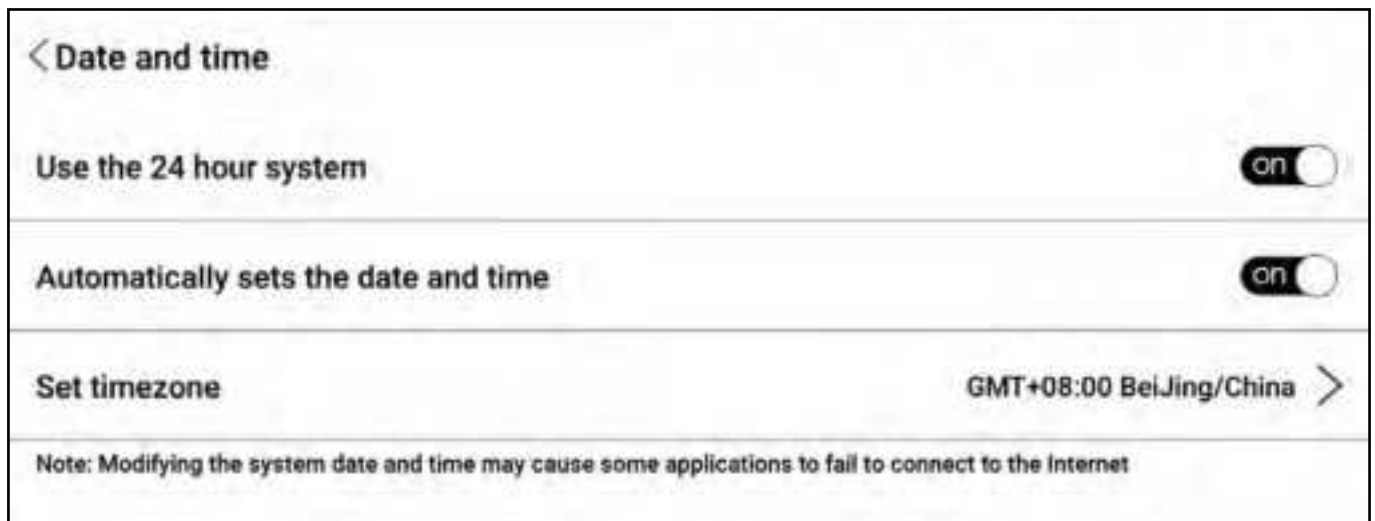 Date and time
Use the 24 hour system
on
Automatically sets the date and time
on
Set timezone
GMT+08:00 BeiJing/China
Note: Modifying the system date and time may cause some applications to fail to connect to the Internet